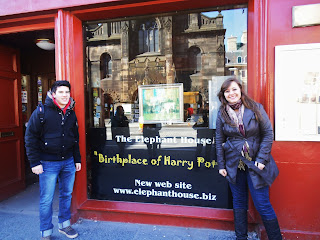 The Elephant House
"Birthplace of Harry Pot
New web site
www.elephanthouse.biz